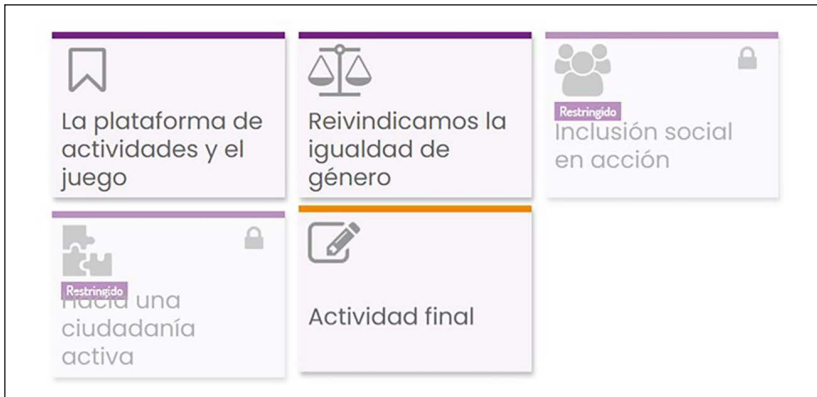 La plataforma de
actividades y el
juego
Reivindicamos la
igualdad de
género
Restringido
Inclusión social
en acción
Restringido
Hacia una
ciudadanía
activa
Actividad final